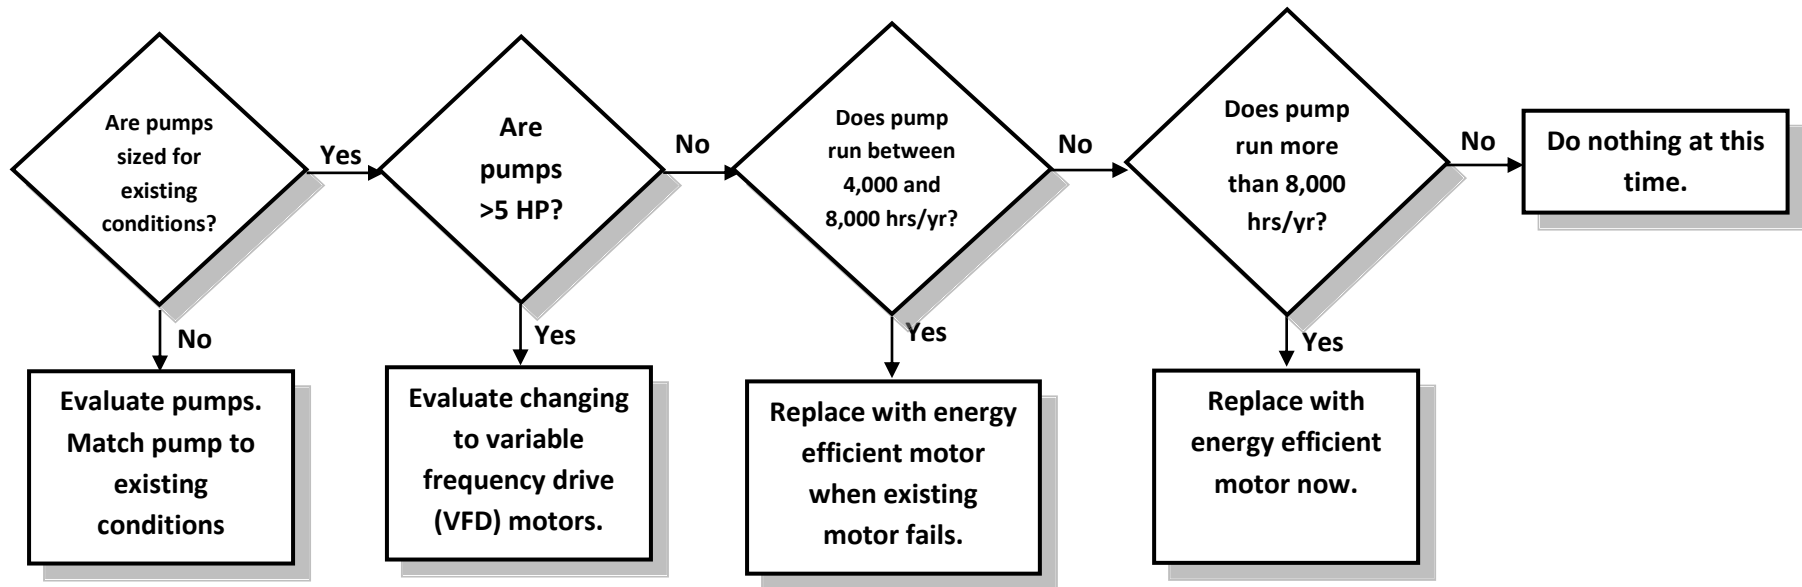 Are pumps
sized for
existing
conditions?
Yes
No
Evaluate pumps.
Match pump to
existing
conditions
Are
pumps
>5 HP?
No
Yes
Evaluate changing
to variable
frequency drive
(VFD) motors.
Does pump
run between
4,000 and
8,000 hrs/yr?
No
Yes
Replace with energy
efficient motor
when existing
motor fails.
Does pump
run more
than 8,000
hrs/yr?
No
Yes
Replace with
energy efficient
motor now.
Do nothing at this
time.